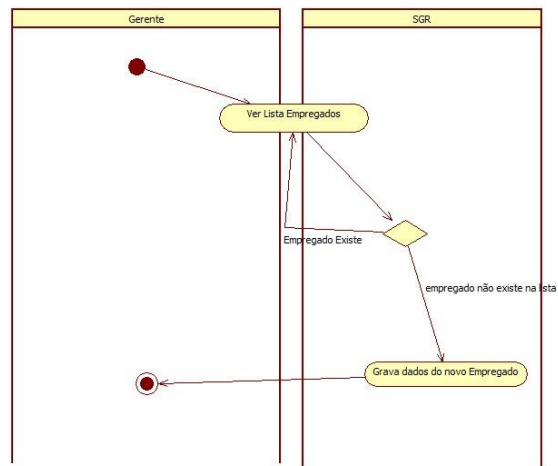 Gerente
SGR
Ver Lista Empregados
Empregado Existe
empregado não existe na lista
Grava dados do novo Empregado